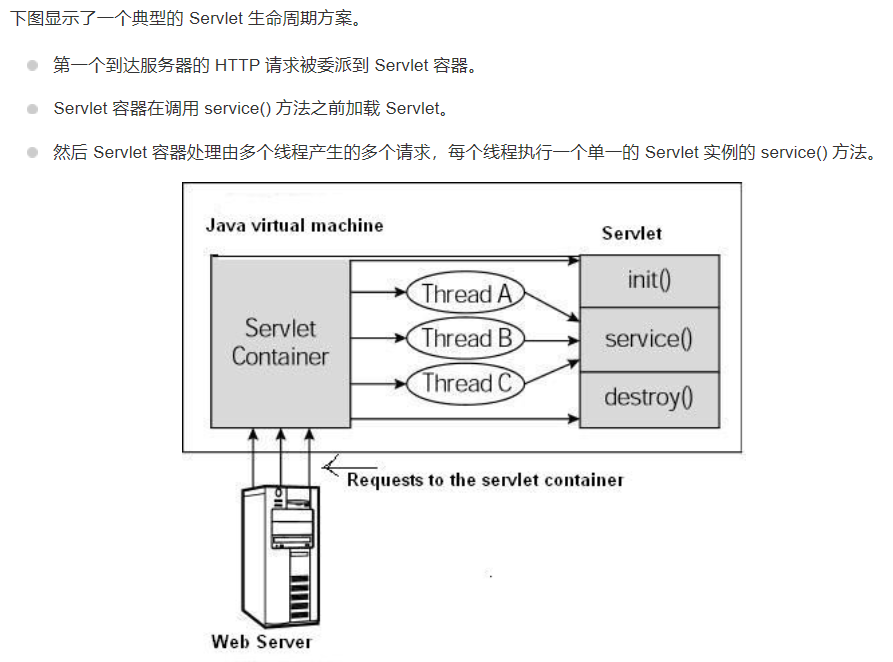 下图显示了一个典型的 Servlet 生命周期方案。
第一个到达服务器的 HTTP 请求被委派到 Servlet 容器。
Servlet 容器在调用 service() 方法之前加载 Servlet。
然后 Servlet 容器处理由多个线程产生的多个请求，每个线程执行一个单一的 Servlet 实例的 service() 方法。
Java virtual machine
Servlet
init()
Thread A
Servlet
Container
Thread B
service()
Thread C
destroy()
Requests to the servlet container
Web Server